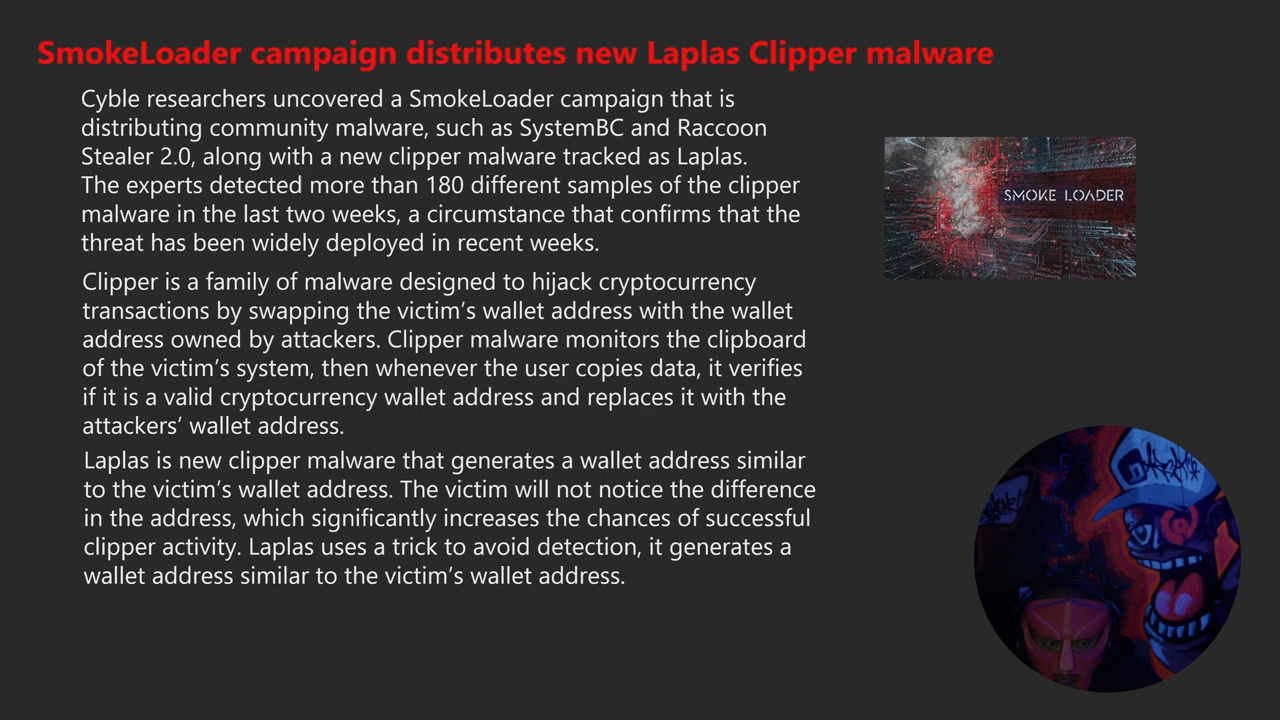 SmokeLoader campaign distributes new Laplas Clipper malware
Cyble researchers uncovered a SmokeLoader campaign that is
distributing community malware, such as SystemBC and Raccoon
Stealer 2.0, along with a new clipper malware tracked as Laplas.
The experts detected more than 180 different samples of the clipper
malware in the last two weeks, a circumstance that confirms that the
threat has been widely deployed in recent weeks.
SMOKE LOADER
Clipper is a family of malware designed to hijack cryptocurrency
transactions by swapping the victim’s wallet address with the wallet
address owned by attackers. Clipper malware monitors the clipboard
of the victim’s system, then whenever the user copies data, it verifies
if it is a valid cryptocurrency wallet address and replaces it with the
attackers’ wallet address.
Laplas is new clipper malware that generates a wallet address similar
to the victim’s wallet address. The victim will not notice the difference
in the address, which significantly increases the chances of successful
clipper activity. Laplas uses a trick to avoid detection, it generates a
wallet address similar to the victim’s wallet address.